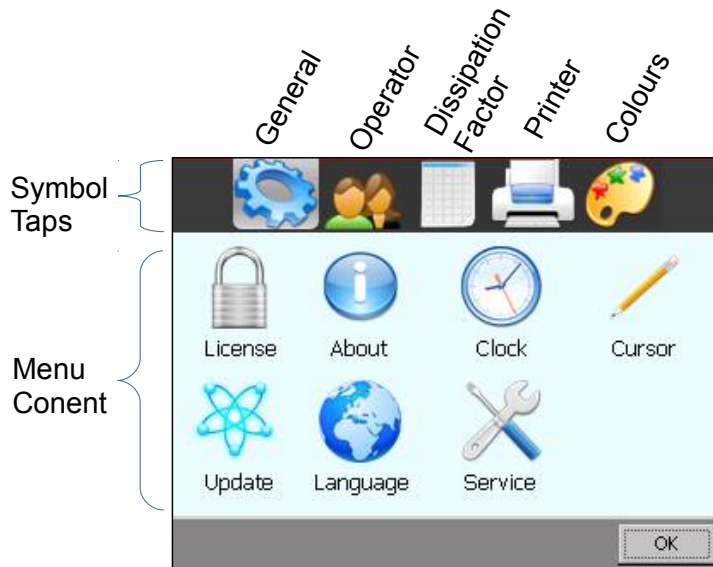 General
Operator
Dissipation
Factor
Printer
Colours
Symbol
Taps
License
About
Clock
Cursor
Menu
Conent
Update
Language
Service
OK